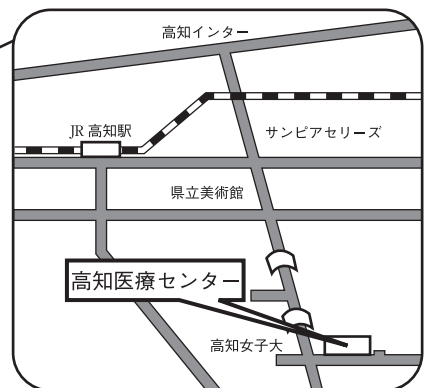 高知インター
JR 高知駅
サンピアセリーズ
県立美術館
高知医療センター
高知女子大